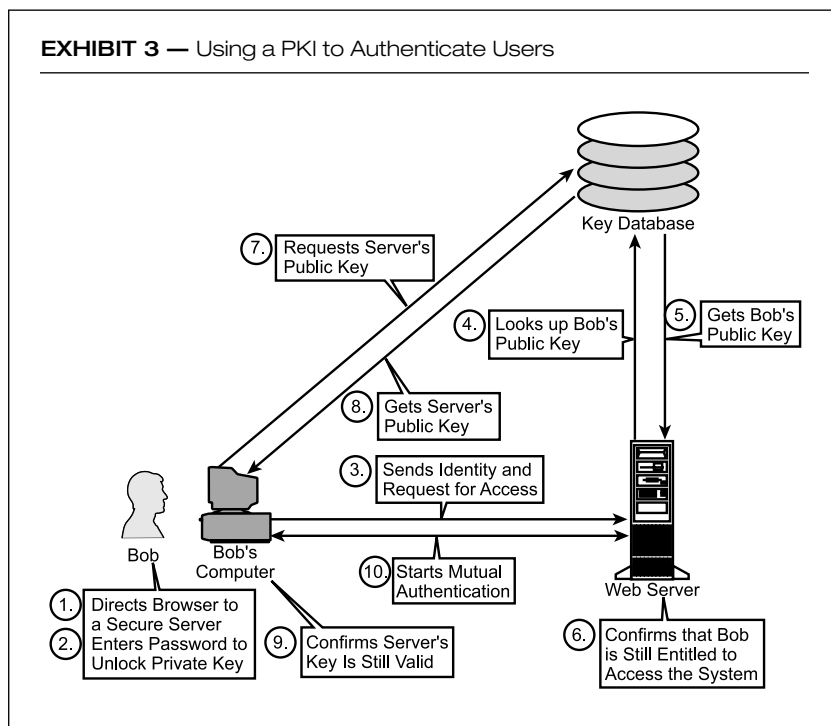 EXHIBIT 3 — Using a PKI to Authenticate Users
Key Database
7. Requests Server's
Public Key
4. Looks up Bob's
Public Key
5. Gets Bob's
Public Key
8. Gets Server's
Public Key
3. Sends Identity and
Request for Access
Bob
Bob's
Computer
10. Starts Mutual
Authentication
Web Server
1. Directs Browser to
a Secure Server
2. Enters Password to
Unlock Private Key
9. Confirms Server's
Key Is Still Valid
6. Confirms that Bob
is Still Entitled to
Access the System